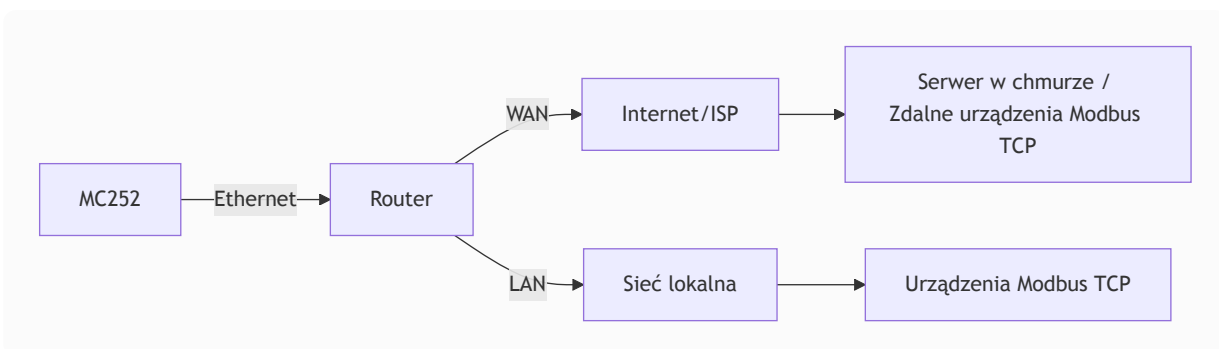 MC252
Ethernet
Router
WAN
Internet/ISP
Serwer w chmurze /
Zdalne urządzenia Modbus
TCP
LAN
Sieć lokalna
Urządzenia Modbus TCP